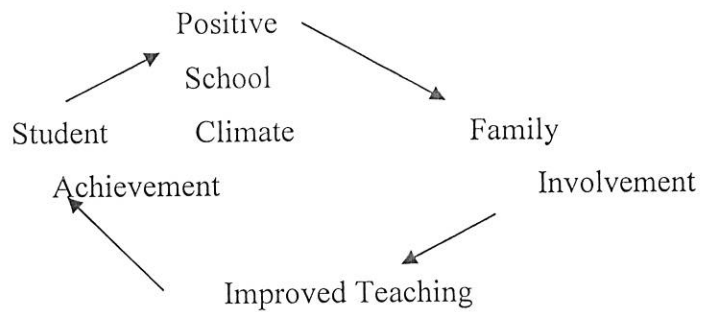 Positive
School
Student Climate Family
Achievement Involvement
Improved Teaching